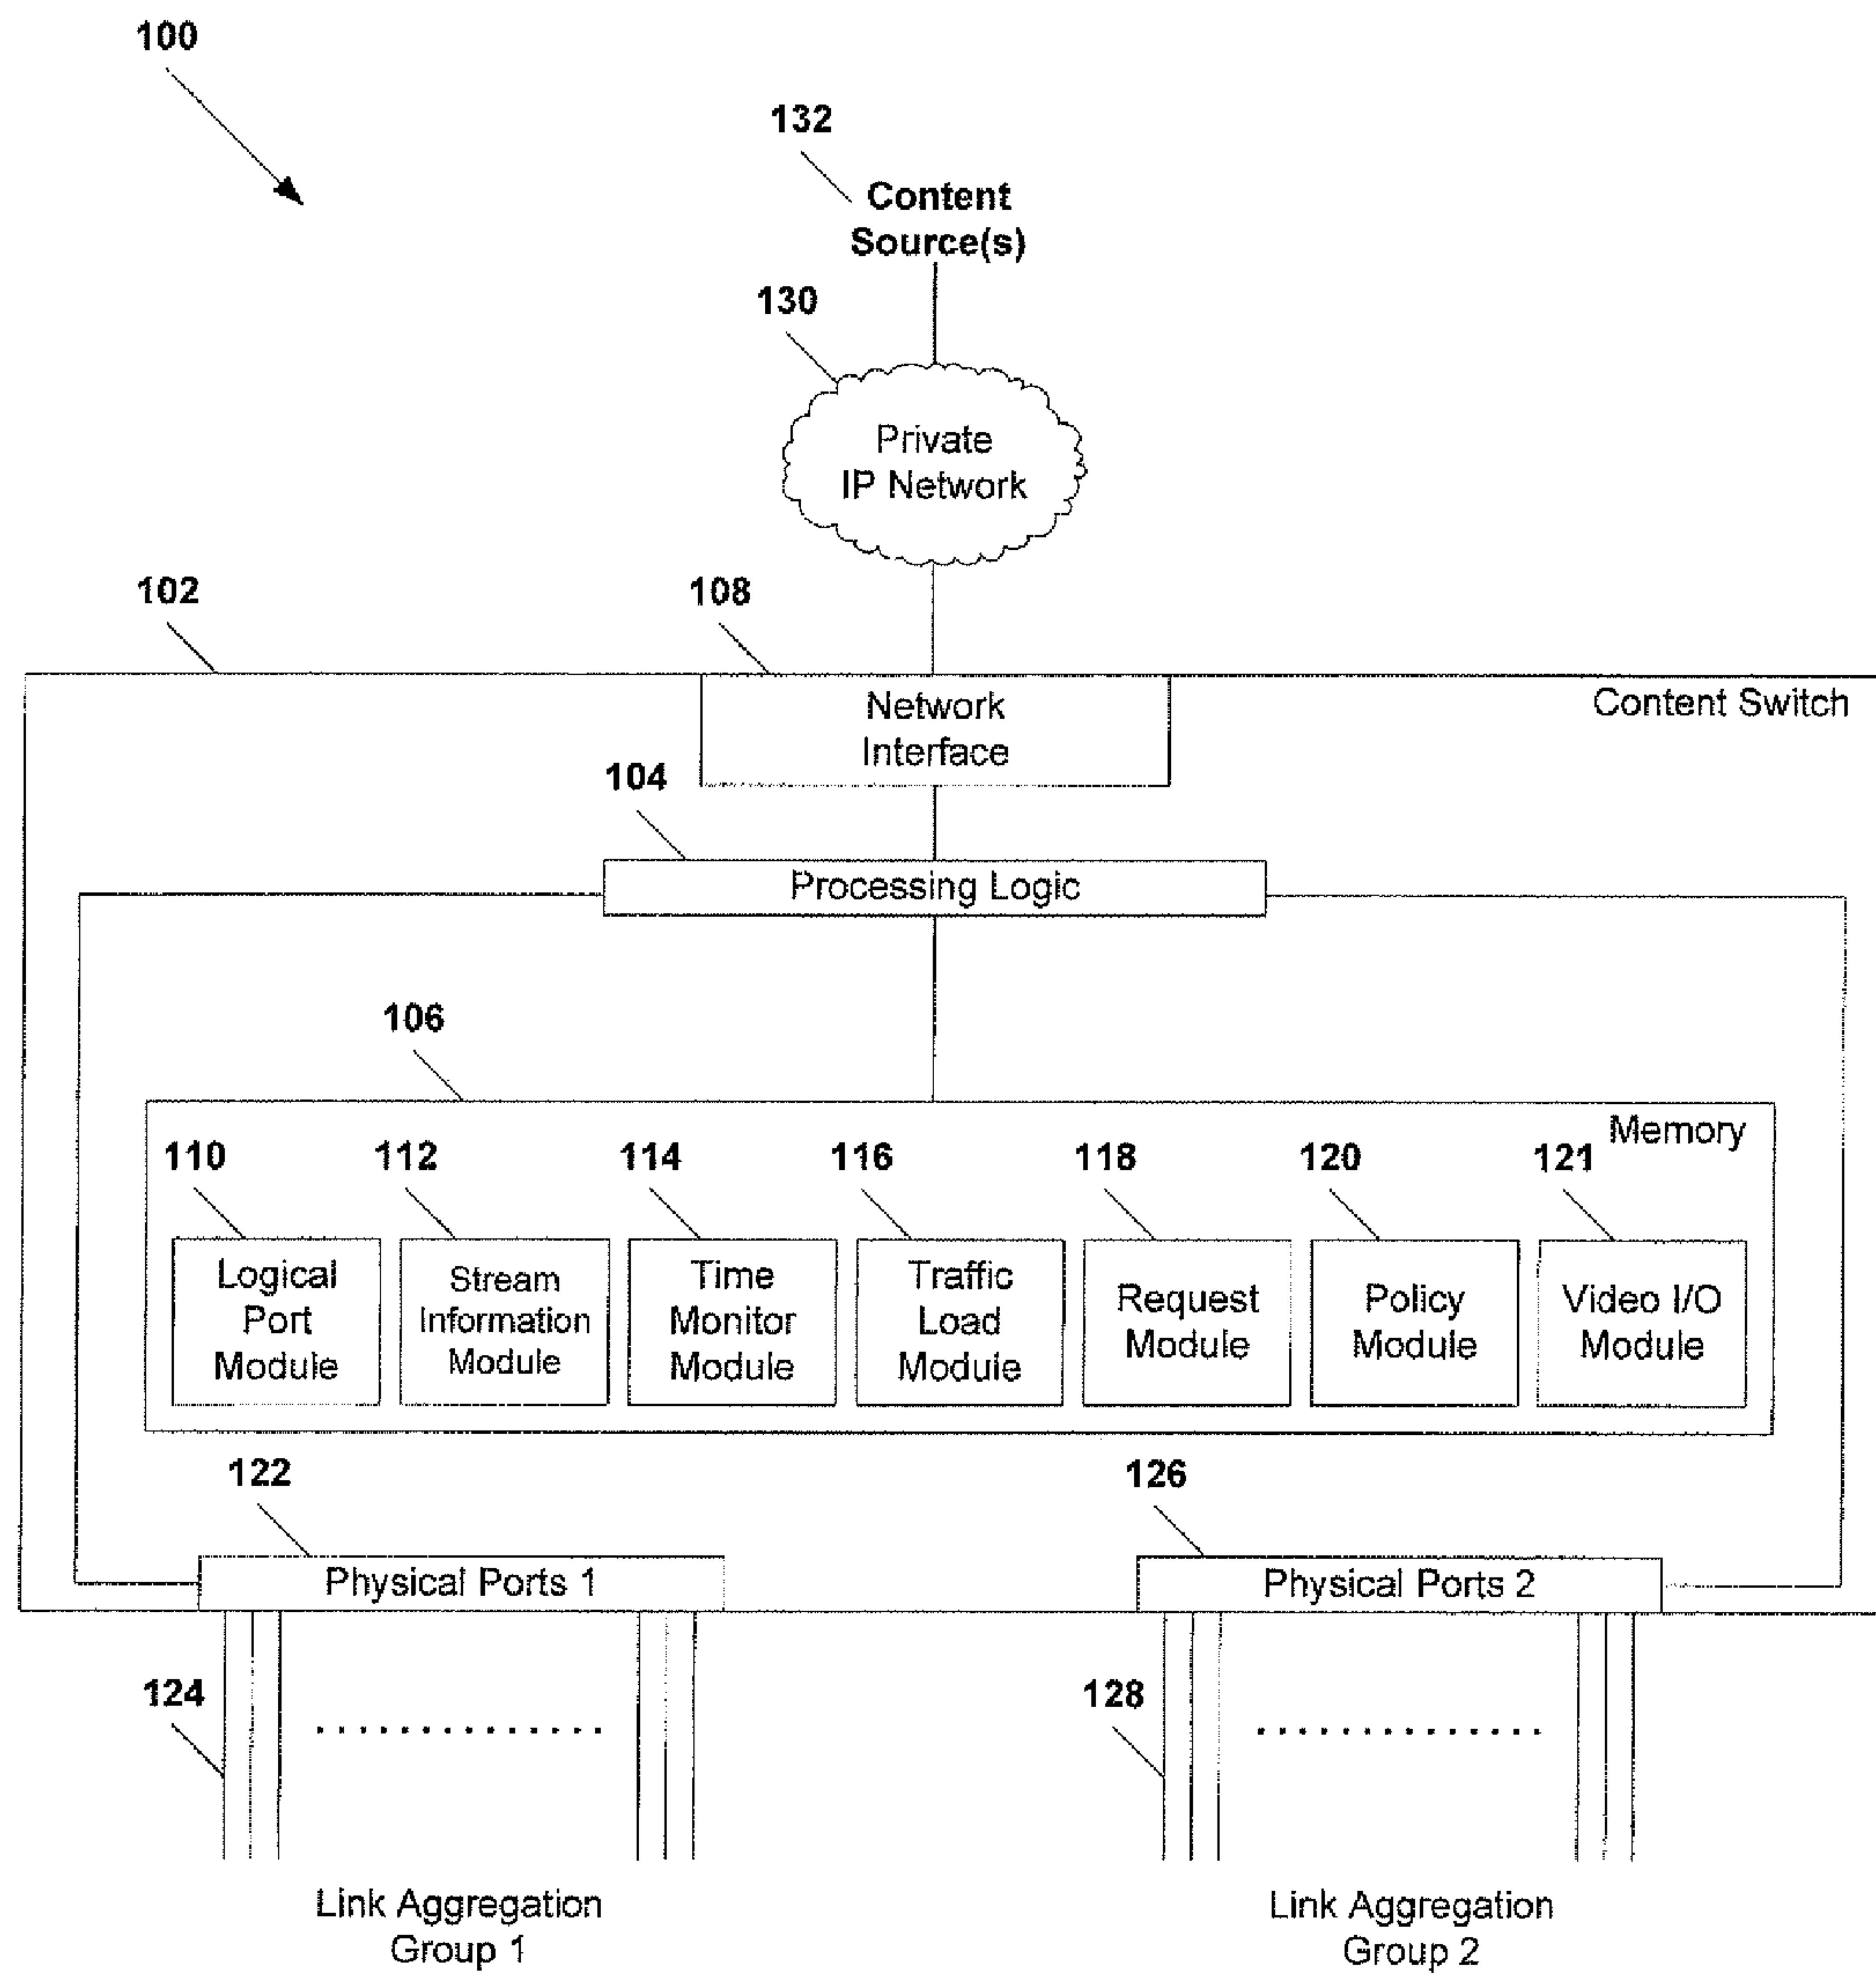 100
132
Content
Source(s)
130
Private
IP Network
102
108
Network
Interface
Content Switch
104
Processing Logic
106
Memory
110
112
114
116
118
120
121
Logical
Port
Module
Stream
Information
Module
Time
Monitor
Module
Traffic
Load
Module
Request
Module
Policy
Module
Video I/O
Module
122
126
Physical Ports 1
Physical Ports 2
124
128
Link Aggregation
Group 1
Link Aggregation
Group 2